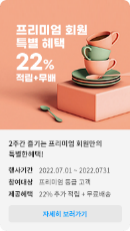 프리미엄 회원
특별 혜택
22%
적립+무배
2주간 즐기는 프리미엄 회원만의
특별한혜택!
행사기간 2022.07.01 ~ 2022.0731
참여대상 프리미엄 등급 고객
제공혜택 22% 추가 적립 + 무료배송
자세히 보러가기